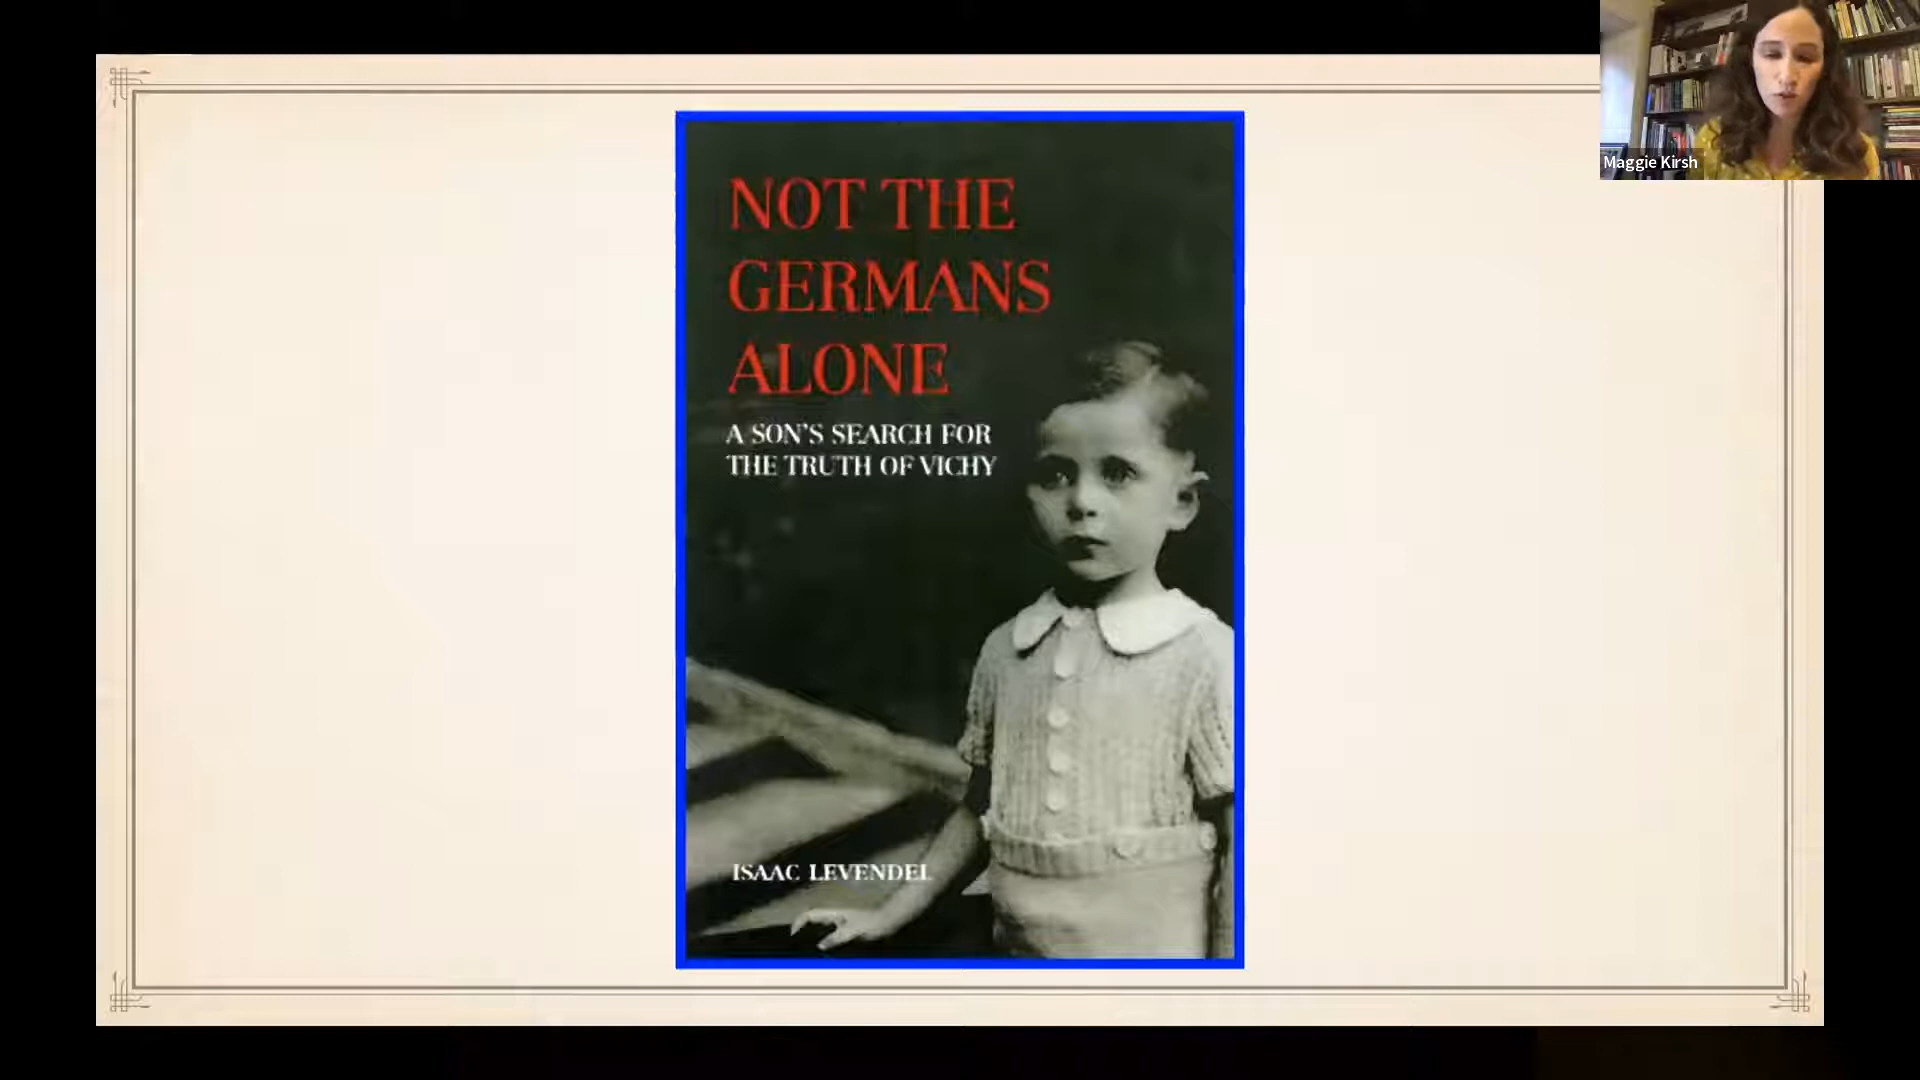 NOT THE
GERMANS
ALONE
A SON'S SEARCH FOR
THE TRUTH OF VICHY
ISAAC LEVENDEL
Maggie Kirsh